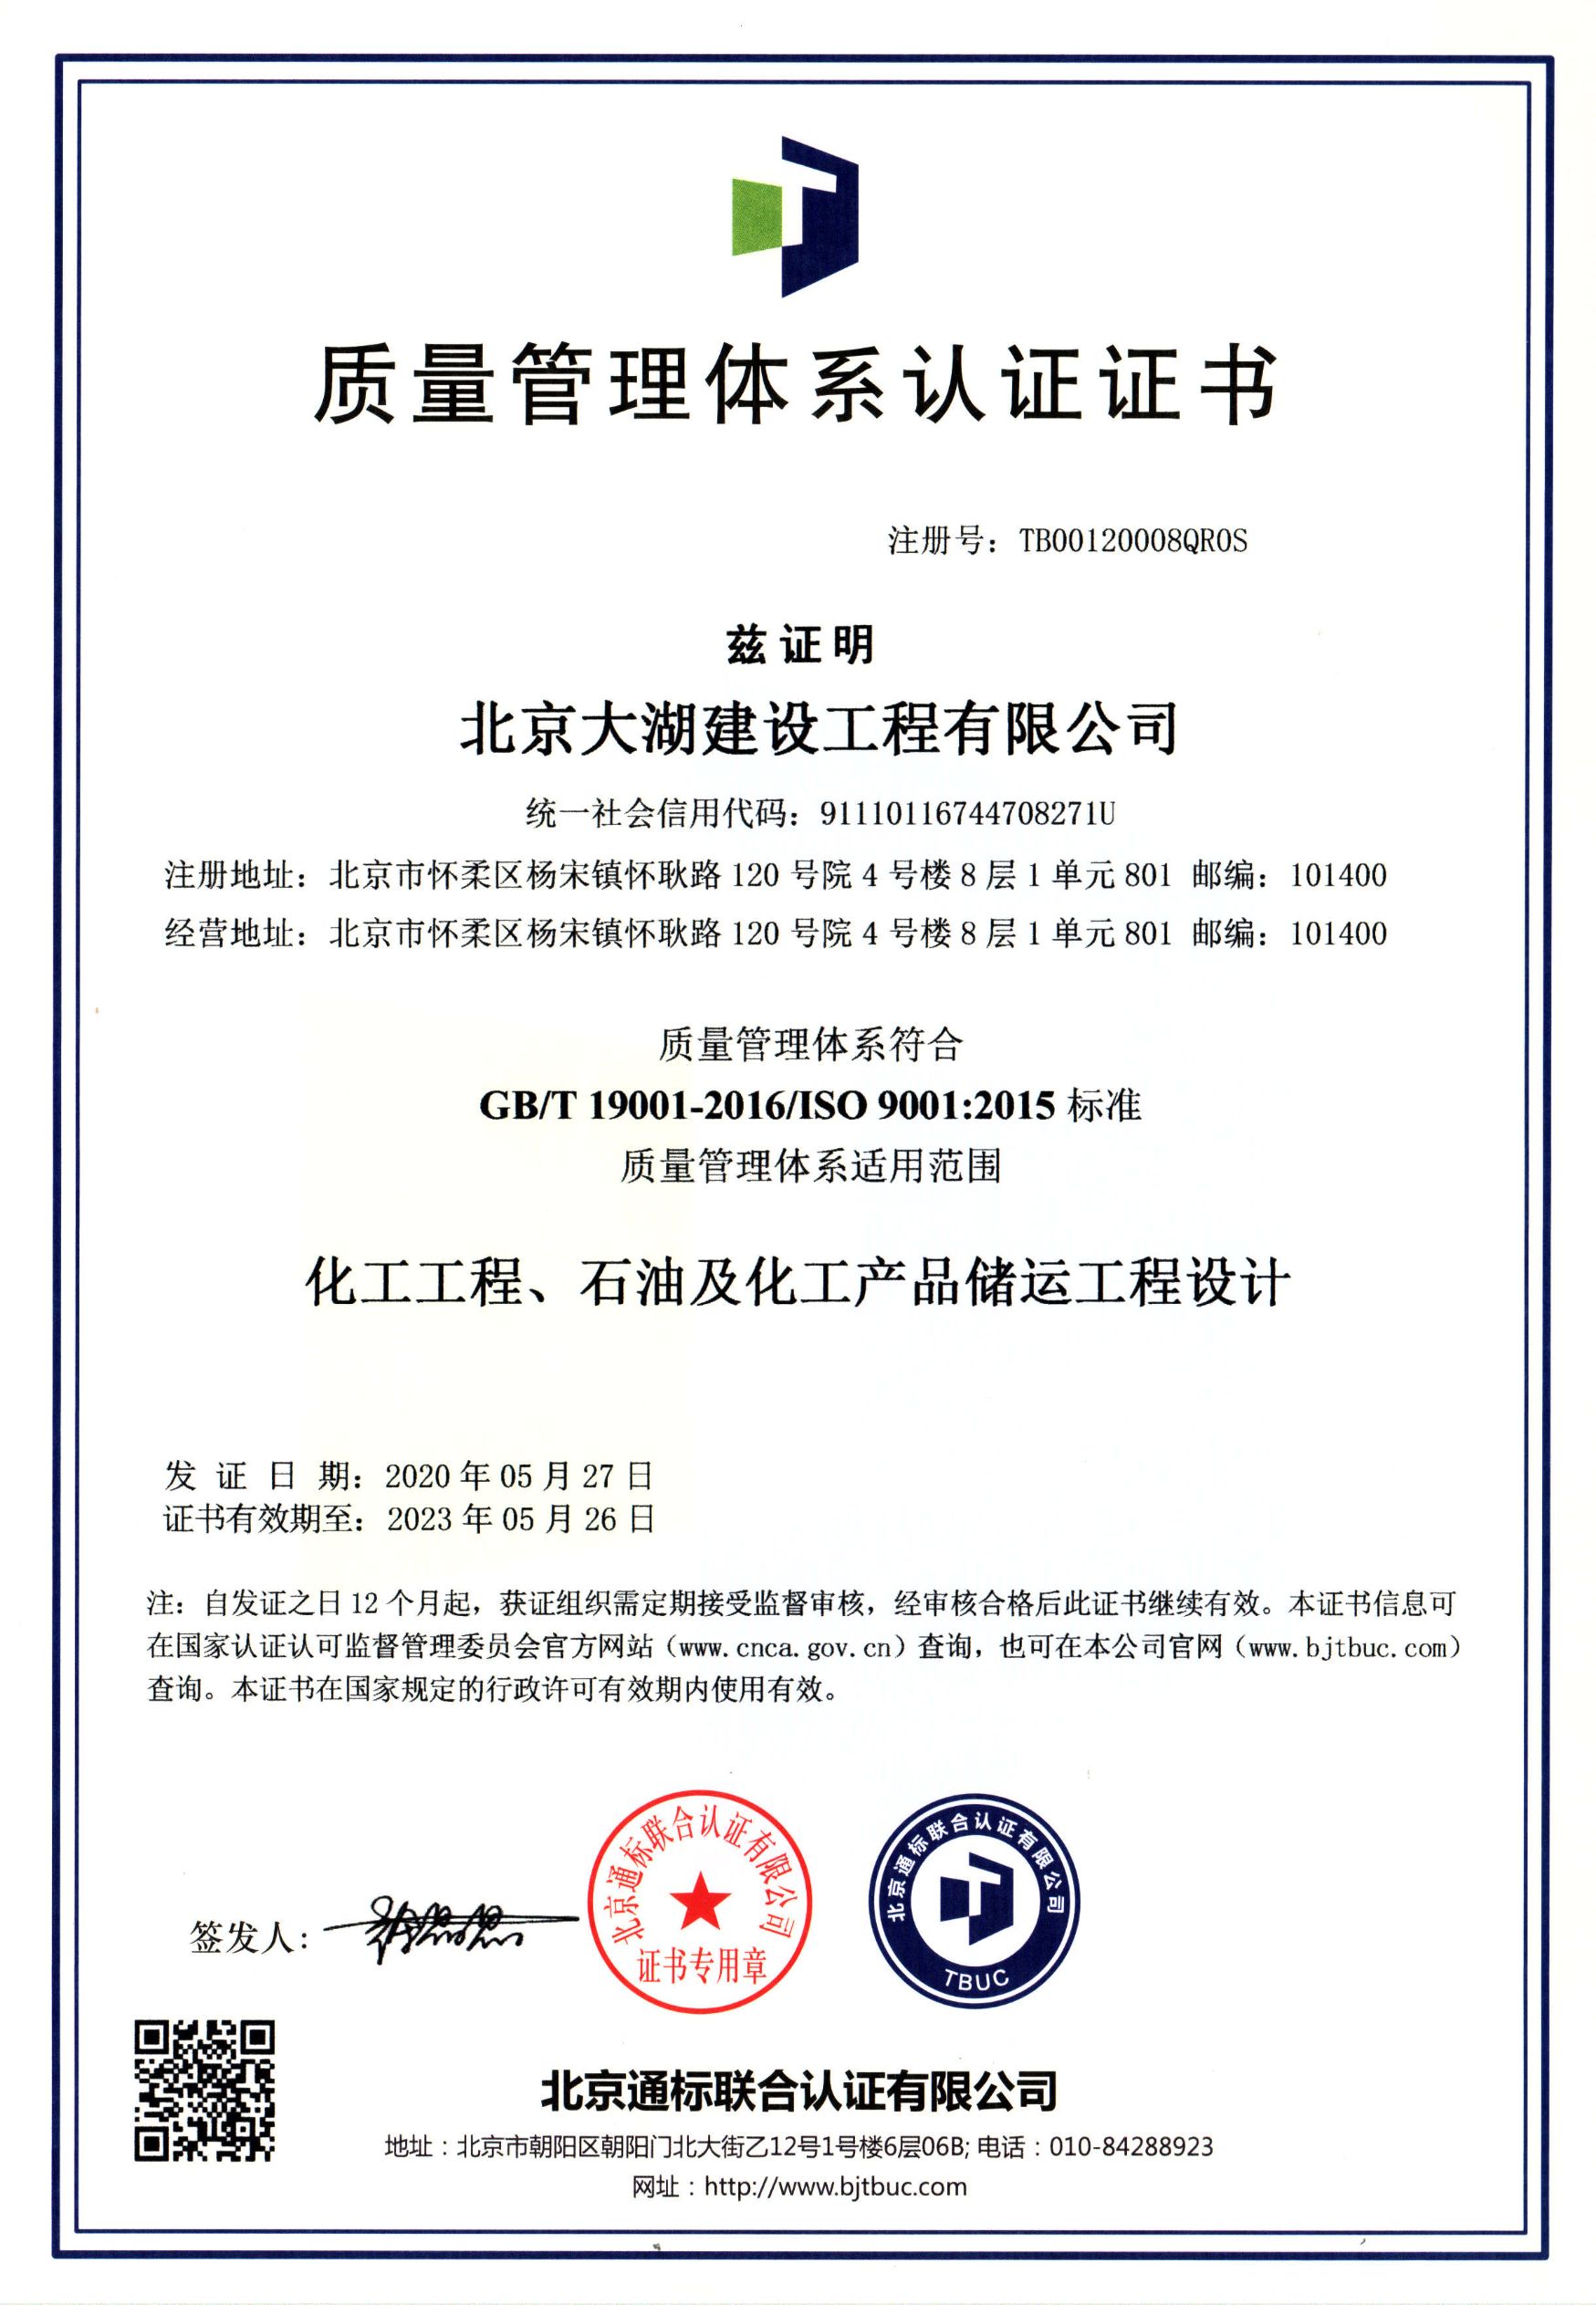 质量管理体系认证证书
注册号：TB00120008QR0S
兹证明
北京大湖建设工程有限公司
统一社会信用代码：91110116744708271U
注册地址：北京市怀柔区杨宋镇怀耿路 120 号院 4 号楼 8 层 1 单元 801 邮编：101400
经营地址：北京市怀柔区杨宋镇怀耿路 120 号院 4 号楼 8 层 1 单元 801 邮编：101400
质量管理体系符合
GB/T 19001-2016/ISO 9001:2015 标准
质量管理体系适用范围
化工工程、石油及化工产品储运工程设计
发 证 日 期：2020 年 05 月 27 日
证书有效期至：2023 年 05 月 26 日
注：自发证之日 12 个月起，获证组织需定期接受监督审核，经审核合格后此证书继续有效。本证书信息可
在国家认证认可监督管理委员会官方网站（www.cnca.gov.cn）查询，也可在本公司官网（www.bjtbuc.com）
查询。本证书在国家规定的行政许可有效期内使用有效。
签发人：
北京通标联合认证有限公司
证书专用章
北京通标联合认证有限公司
TBUC
北京通标联合认证有限公司
地址：北京市朝阳区朝阳门北大街乙12号1号楼6层06B; 电话：010-84288923
网址：http://www.bjtbuc.com